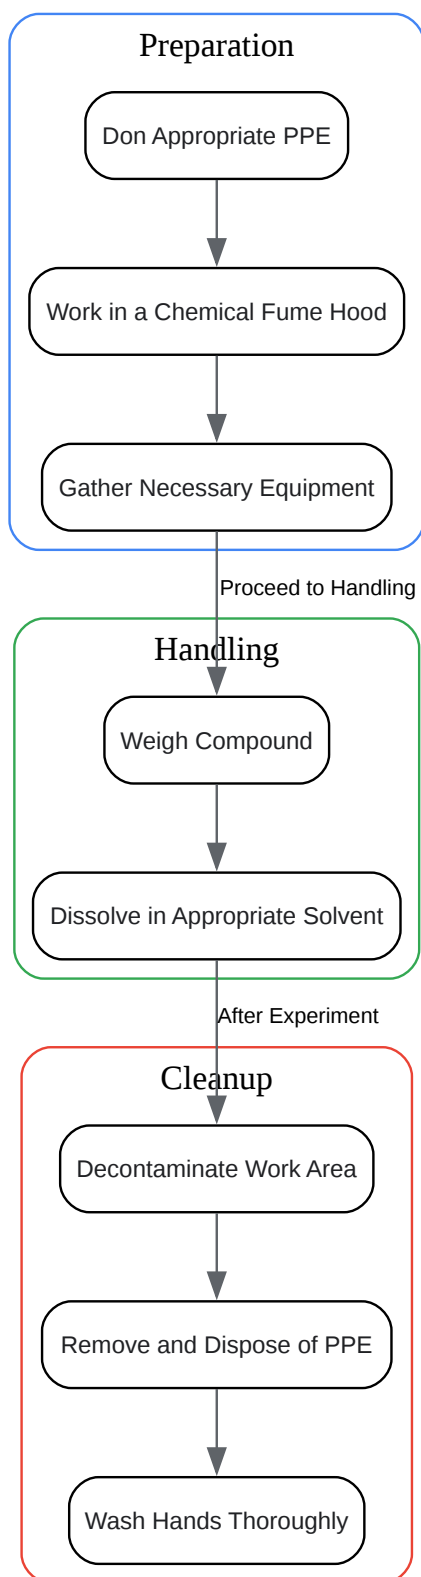 Preparation
Don Appropriate PPE
Work in a Chemical Fume Hood
Gather Necessary Equipment
Proceed to Handling
Handling
Weigh Compound
Dissolve in Appropriate Solvent
After Experiment
Cleanup
Decontaminate Work Area
Remove and Dispose of PPE
Wash Hands Thoroughly